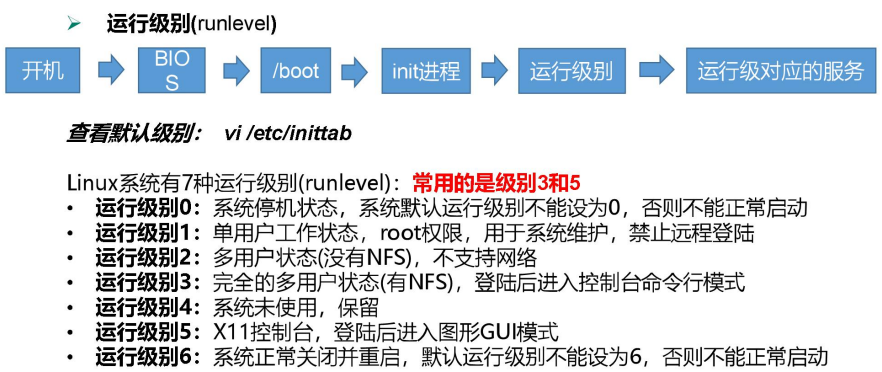 ➢ 运行级别(runlevel)
开机
BIO
S
/boot
init进程
运行级别
运行级对应的服务
查看默认级别： vi /etc/inittab
Linux系统有7种运行级别(runlevel)：常用的是级别3和5
• 运行级别0：系统停机状态，系统默认运行级别不能设为0，否则不能正常启动
• 运行级别1：单用户工作状态，root权限，用于系统维护，禁止远程登陆
• 运行级别2：多用户状态(没有NFS)，不支持网络
• 运行级别3：完全的多用户状态(有NFS)，登陆后进入控制台命令行模式
• 运行级别4：系统未使用，保留
• 运行级别5：X11控制台，登陆后进入图形GUI模式
• 运行级别6：系统正常关闭并重启，默认运行级别不能设为6，否则不能正常启动